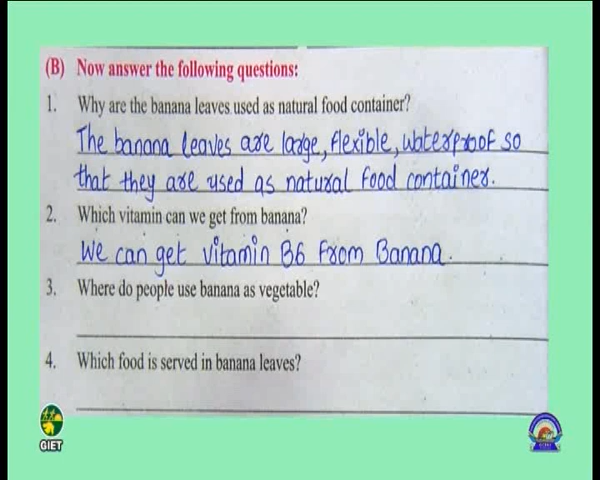 (B) Now answer the following questions:
1. Why are the banana leaves used as natural food container?
The banana leaves are large, flexible, waterproof so
that they are used as natural food container.
2. Which vitamin can we get from banana?
We can get vitamin B6 from Banana.
3. Where do people use banana as vegetable?
4. Which food is served in banana leaves?
GIET